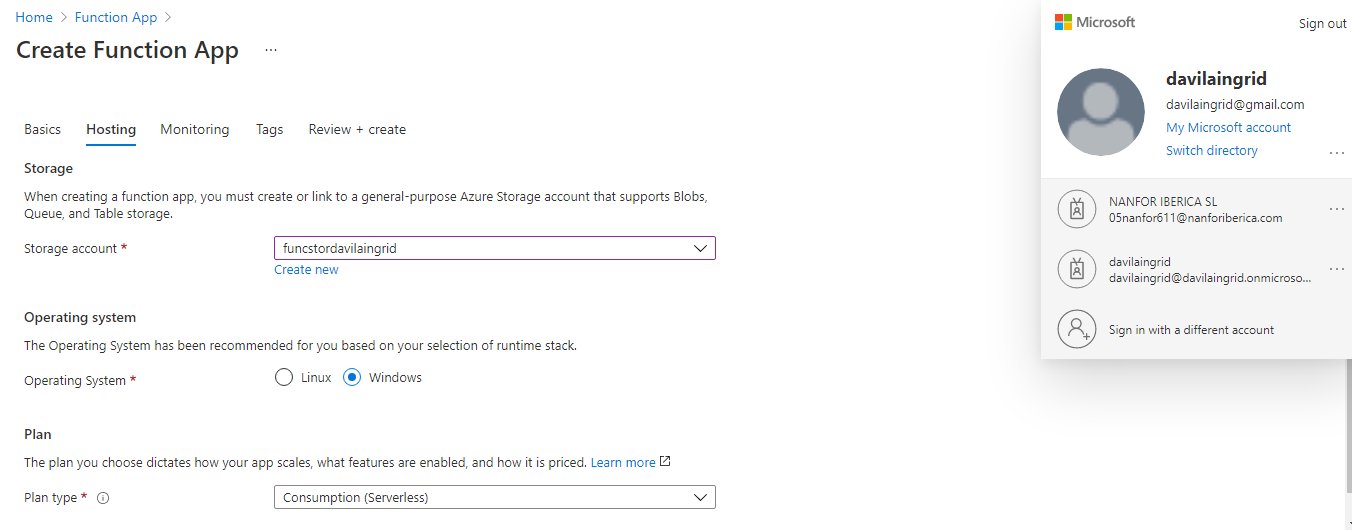 Home > Function App >
Create Function App ...
Basics Hosting Monitoring Tags Review + create
Storage
When creating a function app, you must create or link to a general-purpose Azure Storage account that supports Blobs,
Queue, and Table storage.
Storage account * funcstordavilaingrid
Create new
Operating system
The Operating System has been recommended for you based on your selection of runtime stack.
Operating System * Linux Windows
Plan
The plan you choose dictates how your app scales, what features are enabled, and how it is priced. Learn more
Plan type * Consumption (Serverless)
Microsoft Sign out
davilaingrid
davilaingrid@gmail.com
My Microsoft account
Switch directory
NANFOR IBERICA SL
05nanfor611@nanforiberica.com
davilaingrid
davilaingrid@davilaingrid.onmicroso...
Sign in with a different account